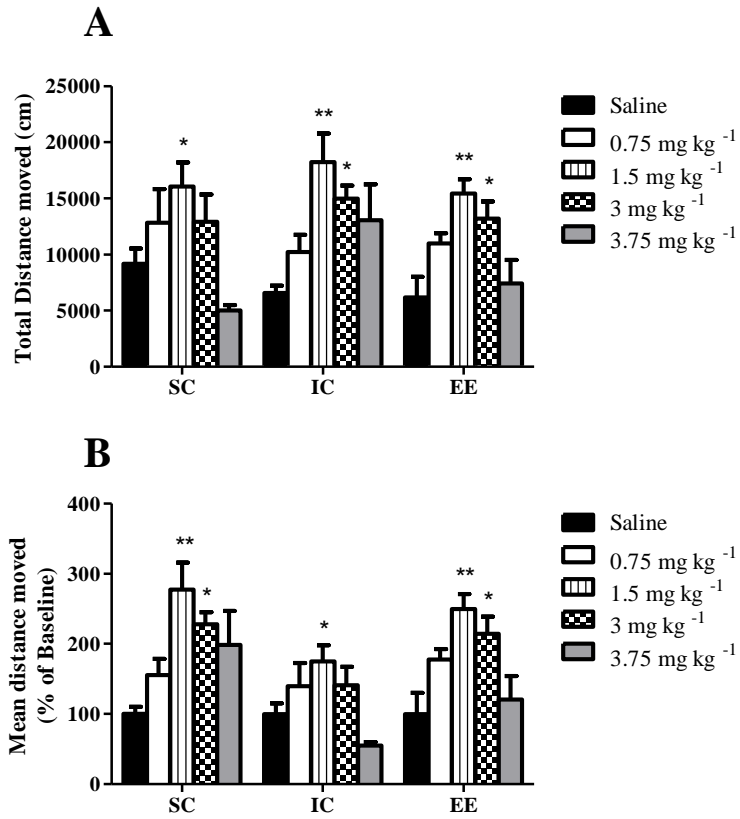 A
Total Distance moved (cm)
25000
20000
15000
10000
5000
0
*
**
*
**
*
SC
IC
EE
Saline
0.75 mg kg ⁻¹
1.5 mg kg ⁻¹
3 mg kg ⁻¹
3.75 mg kg ⁻¹
B
Mean distance moved
(% of Baseline)
400
300
200
100
0
**
*
*
**
*
SC
IC
EE
Saline
0.75 mg kg ⁻¹
1.5 mg kg ⁻¹
3 mg kg ⁻¹
3.75 mg kg ⁻¹